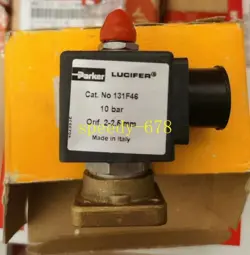 Parker LUCIFER®
Cat. No 131F46
10 bar
Orif. 2-2.5 mm
speedy-678
Made in Italy